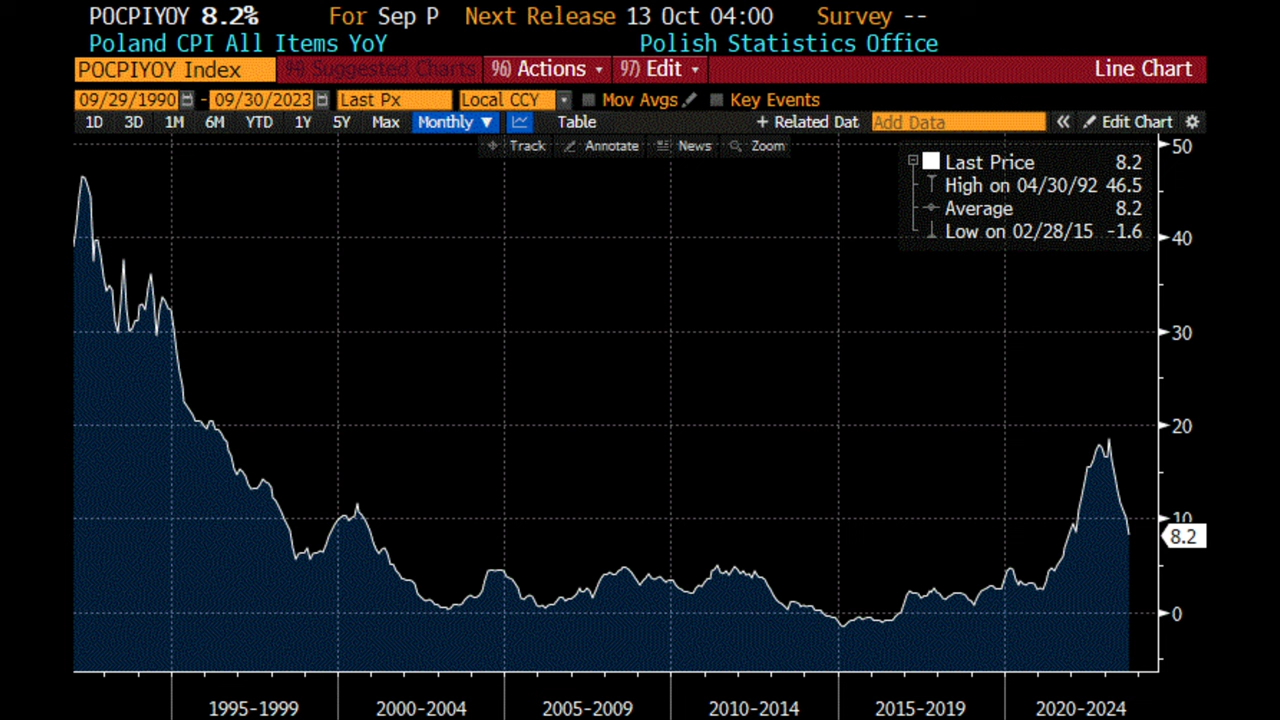 POCPIYOY 8.2% For Sep P Next Release 13 Oct 04:00 Survey --
Poland CPI All Items YoY Polish Statistics Office
POCPIYOY Index 94) Suggested Charts 96) Actions 97) Edit Line Chart
09/29/1990 - 09/30/2023 Last Px Local CCY Mov Avgs Key Events
1D 3D 1M 6M YTD 1Y 5Y Max Monthly ▼ Table + Related Dat Add Data « Edit Chart
Track Annotate News Zoom
Last Price 8.2
High on 04/30/92 46.5
Average 8.2
Low on 02/28/15 -1.6
50
40
30
20
10
8.2
0
1995-1999 2000-2004 2005-2009 2010-2014 2015-2019 2020-2024